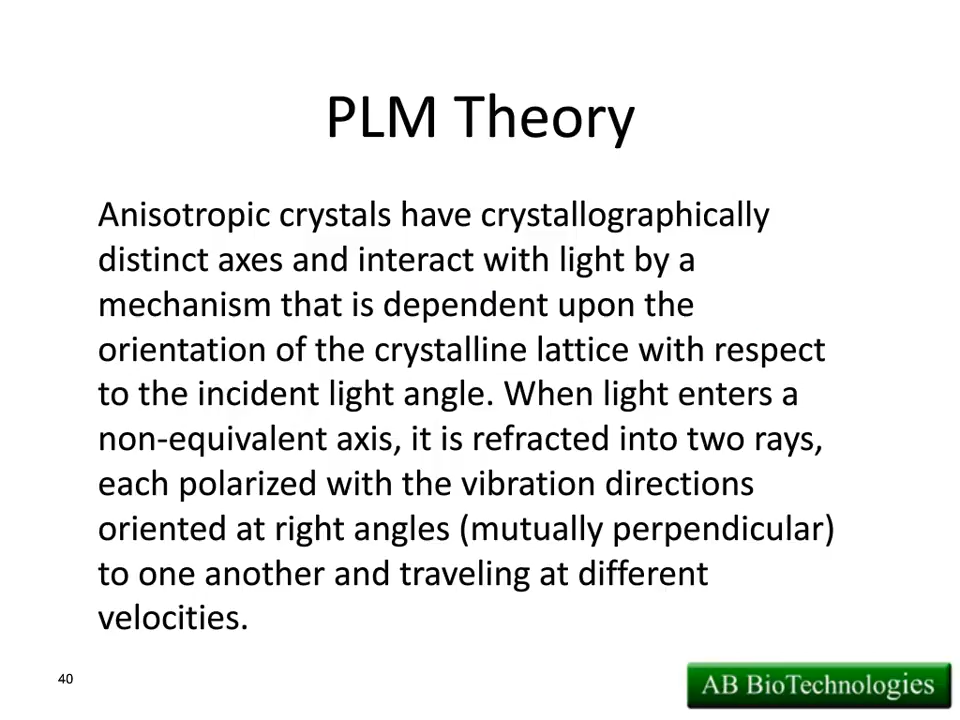 PLM Theory
Anisotropic crystals have crystallographically
distinct axes and interact with light by a
mechanism that is dependent upon the
orientation of the crystalline lattice with respect
to the incident light angle. When light enters a
non-equivalent axis, it is refracted into two rays,
each polarized with the vibration directions
oriented at right angles (mutually perpendicular)
to one another and traveling at different
velocities.
40
AB BioTechnologies